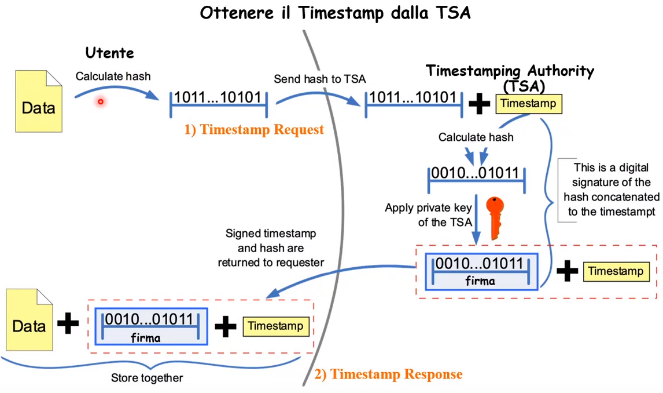 Ottenere il Timestamp dalla TSA
Utente
Calculate hash
Data
1011...10101
Send hash to TSA
1) Timestamp Request
Timestamping Authority
(TSA)
1011...10101
+
Timestamp
Calculate hash
0010...01011
Apply private key
of the TSA
This is a digital
signature of the
hash concatenated
to the timestampt
0010...01011
firma
+
Timestamp
Signed timestamp
and hash are
returned to requester
Data
+
0010...01011
firma
+
Timestamp
Store together
2) Timestamp Response